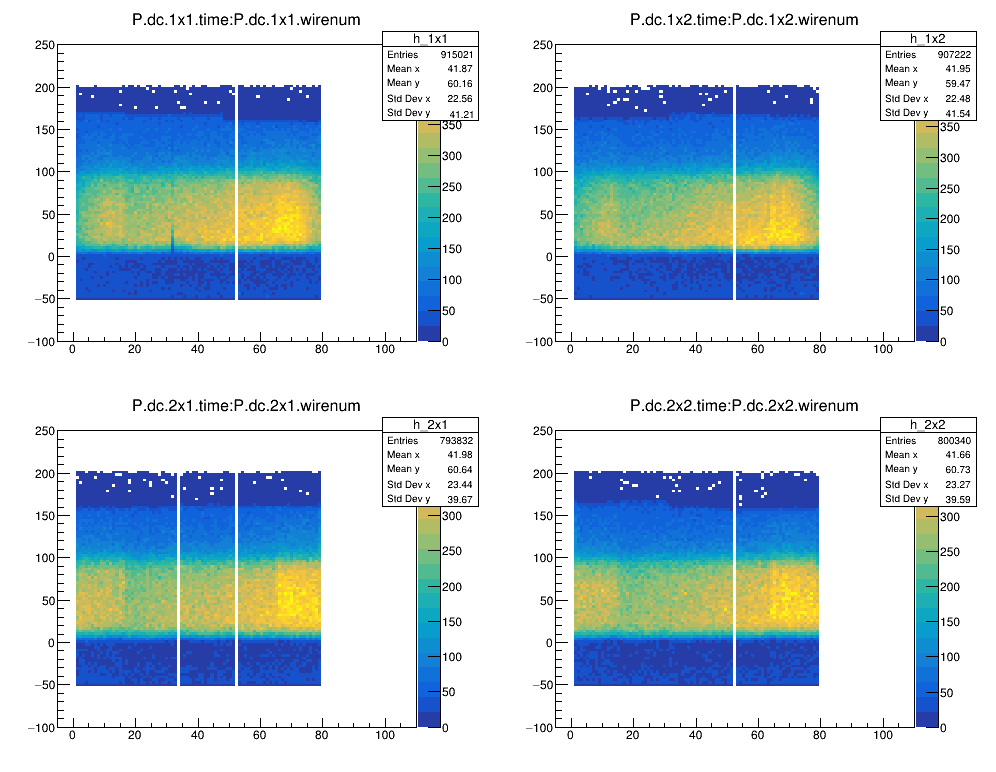 P.dc.1x1.time:P.dc.1x1.wirenum
h_1x1
Entries 915021
Mean x 41.87
Mean y 60.16
Std Dev x 22.56
Std Dev y 41.21
250
200
150
100
50
0
−50
−100
0 20 40 60 80 100
350
300
250
200
150
100
50
0
P.dc.1x2.time:P.dc.1x2.wirenum
h_1x2
Entries 907222
Mean x 41.95
Mean y 59.47
Std Dev x 22.48
Std Dev y 41.54
250
200
150
100
50
0
−50
−100
0 20 40 60 80 100
350
300
250
200
150
100
50
0
P.dc.2x1.time:P.dc.2x1.wirenum
h_2x1
Entries 793832
Mean x 41.98
Mean y 60.64
Std Dev x 23.44
Std Dev y 39.67
250
200
150
100
50
0
−50
−100
0 20 40 60 80 100
300
250
200
150
100
50
0
P.dc.2x2.time:P.dc.2x2.wirenum
h_2x2
Entries 800340
Mean x 41.66
Mean y 60.73
Std Dev x 23.27
Std Dev y 39.59
250
200
150
100
50
0
−50
−100
0 20 40 60 80 100
300
250
200
150
100
50
0